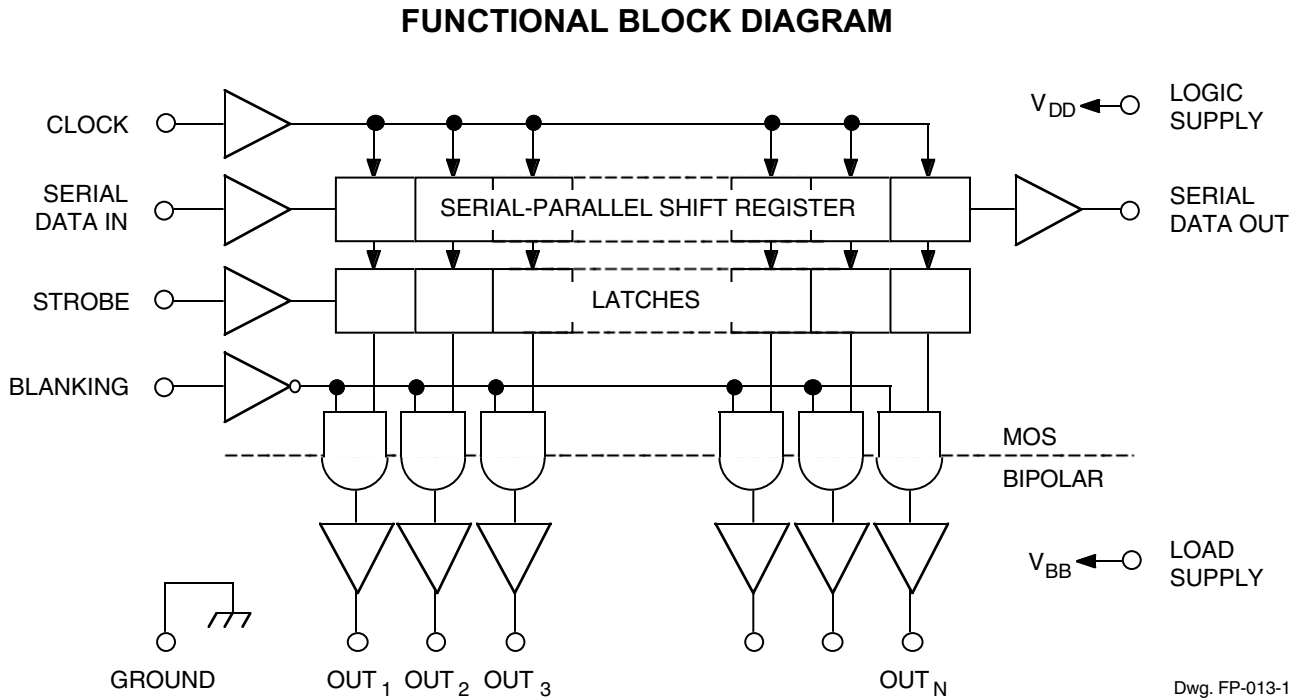 FUNCTIONAL BLOCK DIAGRAM
CLOCK
V_DD
LOGIC
SUPPLY
SERIAL
DATA IN
SERIAL-PARALLEL SHIFT REGISTER
SERIAL
DATA OUT
STROBE
LATCHES
BLANKING
MOS
BIPOLAR
V_BB
LOAD
SUPPLY
GROUND
OUT_1
OUT_2
OUT_3
OUT_N
Dwg. FP-013-1